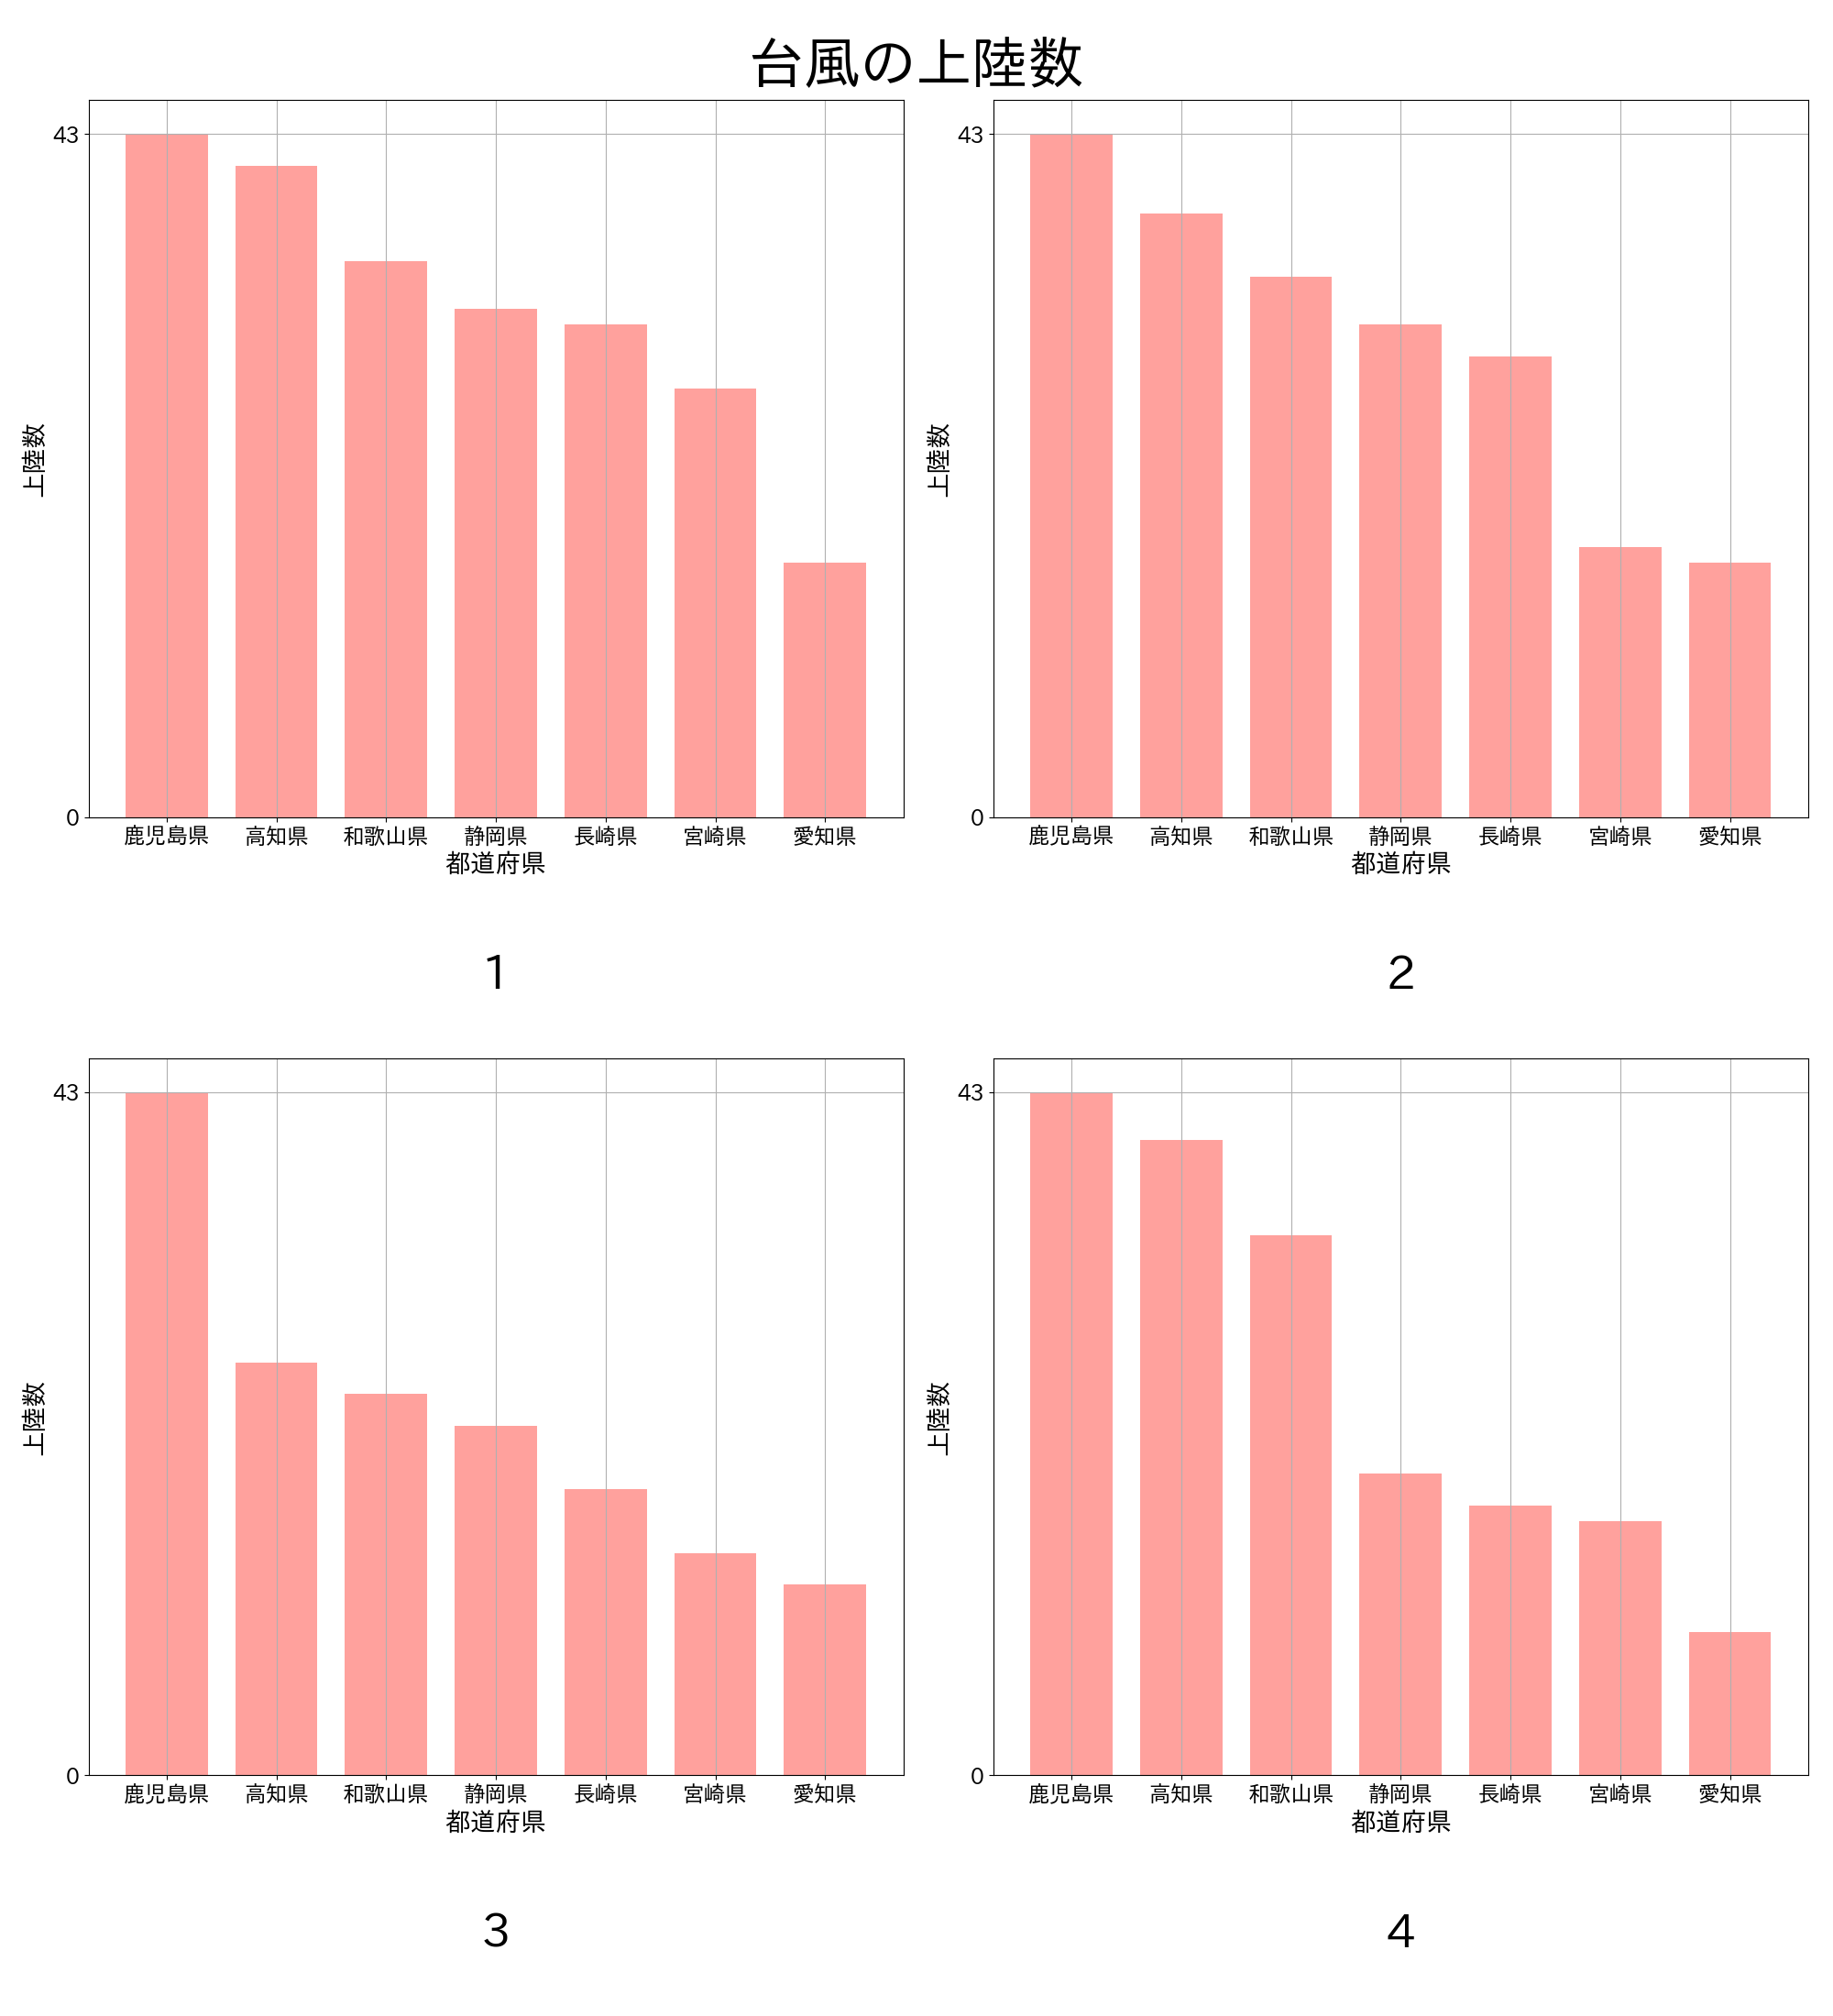 台風の上陸数
43
0
上陸数
鹿児島県 高知県 和歌山県 静岡県 長崎県 宮崎県 愛知県
都道府県
1
43
0
上陸数
鹿児島県 高知県 和歌山県 静岡県 長崎県 宮崎県 愛知県
都道府県
2
43
0
上陸数
鹿児島県 高知県 和歌山県 静岡県 長崎県 宮崎県 愛知県
都道府県
3
43
0
上陸数
鹿児島県 高知県 和歌山県 静岡県 長崎県 宮崎県 愛知県
都道府県
4